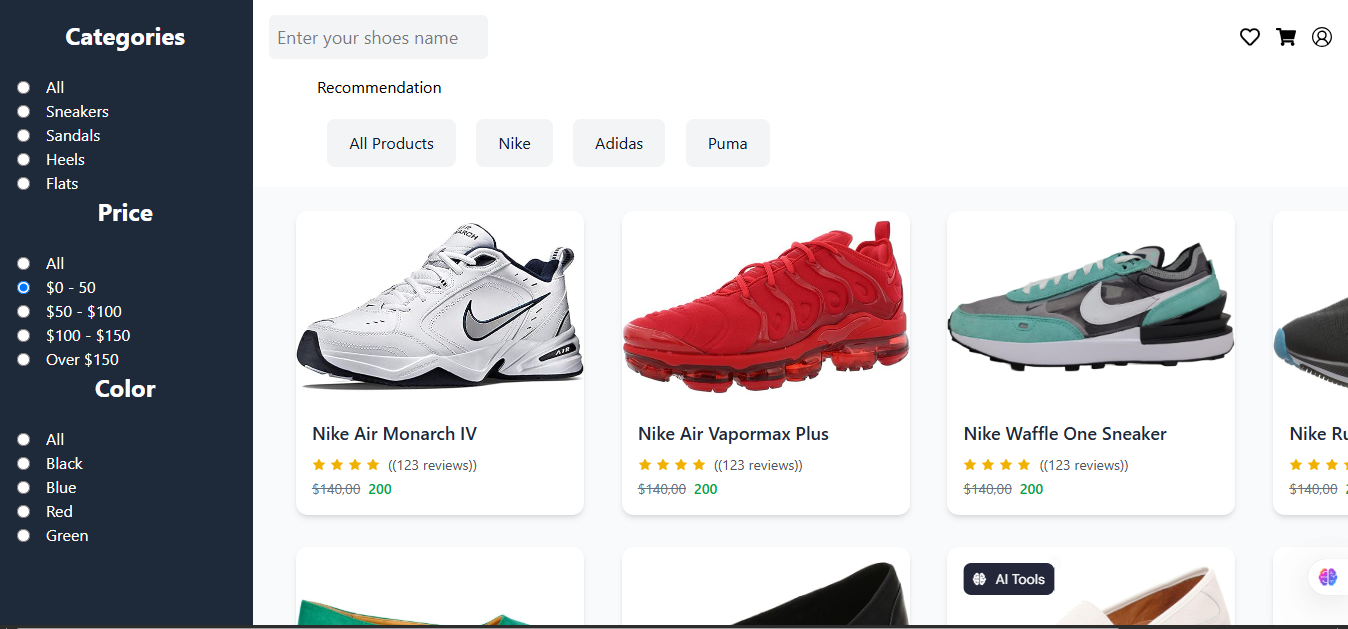 Categories
All
Sneakers
Sandals
Heels
Flats
Price
All
$0 - 50
$50 - $100
$100 - $150
Over $150
Color
All
Black
Blue
Red
Green
Enter your shoes name
Recommendation
All Products
Nike
Adidas
Puma
AIR
Nike Air Monarch IV
((123 reviews))
$140,00 200
Nike Air Vapormax Plus
((123 reviews))
$140,00 200
Nike Waffle One Sneaker
((123 reviews))
$140,00 200
Nike
$140,00
AI Tools